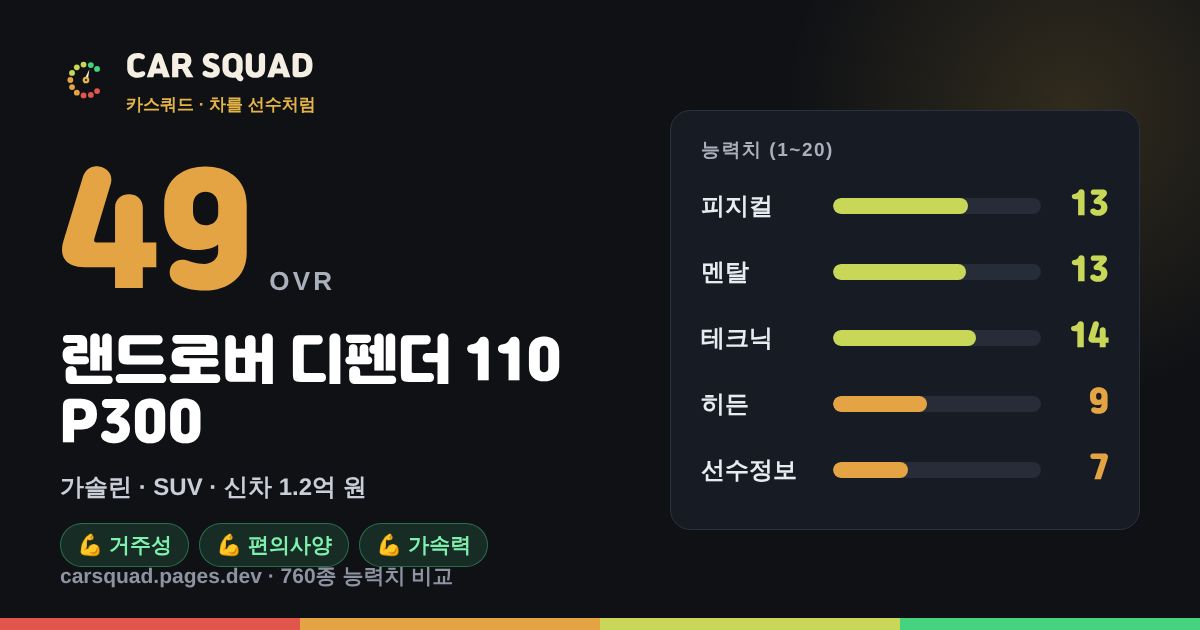 CAR SQUAD
카스쿼드 · 차를 선수처럼
49 OVR
랜드로버 디펜더 110
P300
가솔린 · SUV · 신차 1.2억 원
💪 거주성 💪 편의사양 💪 가속력
carsquad.pages.dev · 760종 능력치 비교
능력치 (1~20)
피지컬 13
멘탈 13
테크닉 14
히든 9
선수정보 7